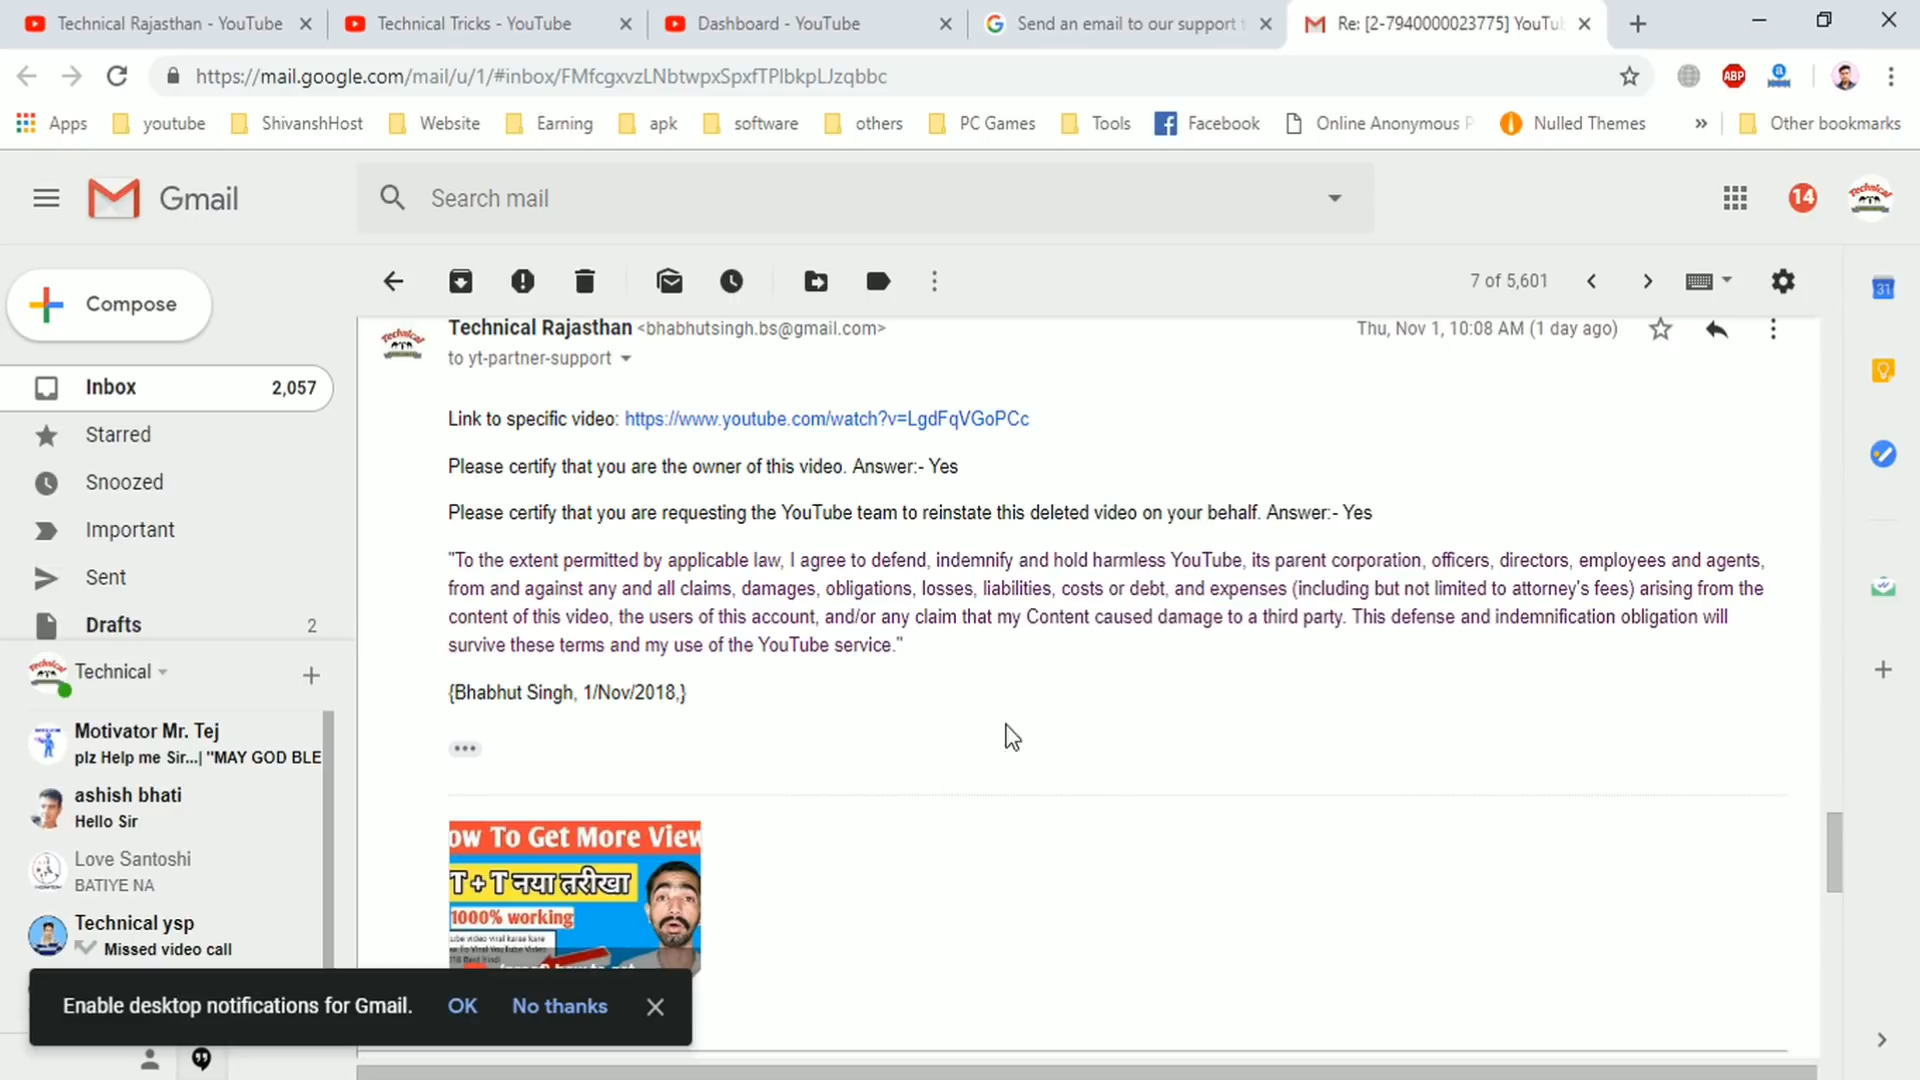 Technical Rajasthan - YouTube
Technical Tricks - YouTube
Dashboard - YouTube
Send an email to our support
Re: [2-7940000023775] YouTu
https://mail.google.com/mail/u/1/#inbox/FMfcgxvzLNbtwpxSpxfTPlbkpLJzqbbc
ABP
Apps
youtube
ShivanshHost
Website
Earning
apk
software
others
PC Games
Tools
Facebook
Online Anonymous P
Nulled Themes
»
Other bookmarks
Gmail
Search mail
14
Technical
Compose
7 of 5,601
31
Technical Rajasthan <bhabhutsingh.bs@gmail.com>
Thu, Nov 1, 10:08 AM (1 day ago)
to yt-partner-support
Inbox 2,057
Starred
Snoozed
Important
Sent
Drafts 2
Link to specific video: https://www.youtube.com/watch?v=LgdFqVGoPCc
Please certify that you are the owner of this video. Answer:- Yes
Please certify that you are requesting the YouTube team to reinstate this deleted video on your behalf. Answer:- Yes
"To the extent permitted by applicable law, I agree to defend, indemnify and hold harmless YouTube, its parent corporation, officers, directors, employees and agents,
from and against any and all claims, damages, obligations, losses, liabilities, costs or debt, and expenses (including but not limited to attorney's fees) arising from the
content of this video, the users of this account, and/or any claim that my Content caused damage to a third party. This defense and indemnification obligation will
survive these terms and my use of the YouTube service."
{Bhabhut Singh, 1/Nov/2018,}
Technical
Motivator Mr. Tej
plz Help me Sir...| "MAY GOD BLE
ashish bhati
Hello Sir
Love Santoshi
BATIYE NA
Technical ysp
Missed video call
ow To Get More View
T + T नया तरीखा
1000% working
Enable desktop notifications for Gmail.
OK
No thanks